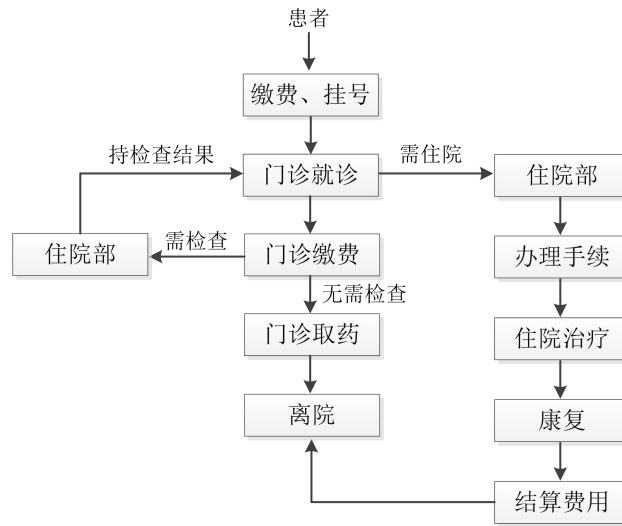 患者
缴费、挂号
持检查结果
门诊就诊
需住院
住院部
住院部
需检查
门诊缴费
办理手续
无需检查
门诊取药
住院治疗
离院
康复
结算费用